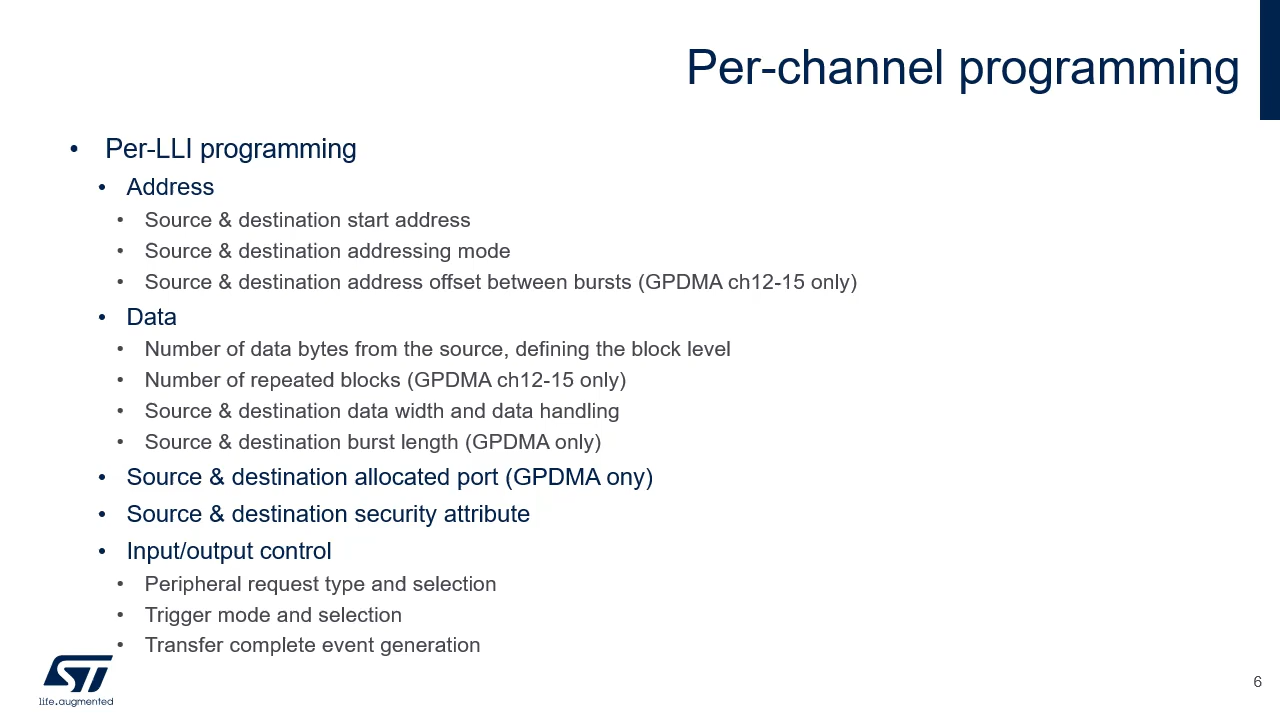 Per-channel programming
• Per-LLI programming
• Address
• Source & destination start address
• Source & destination addressing mode
• Source & destination address offset between bursts (GPDMA ch12-15 only)
• Data
• Number of data bytes from the source, defining the block level
• Number of repeated blocks (GPDMA ch12-15 only)
• Source & destination data width and data handling
• Source & destination burst length (GPDMA only)
• Source & destination allocated port (GPDMA ony)
• Source & destination security attribute
• Input/output control
• Peripheral request type and selection
• Trigger mode and selection
• Transfer complete event generation
ST
life.augmented
6